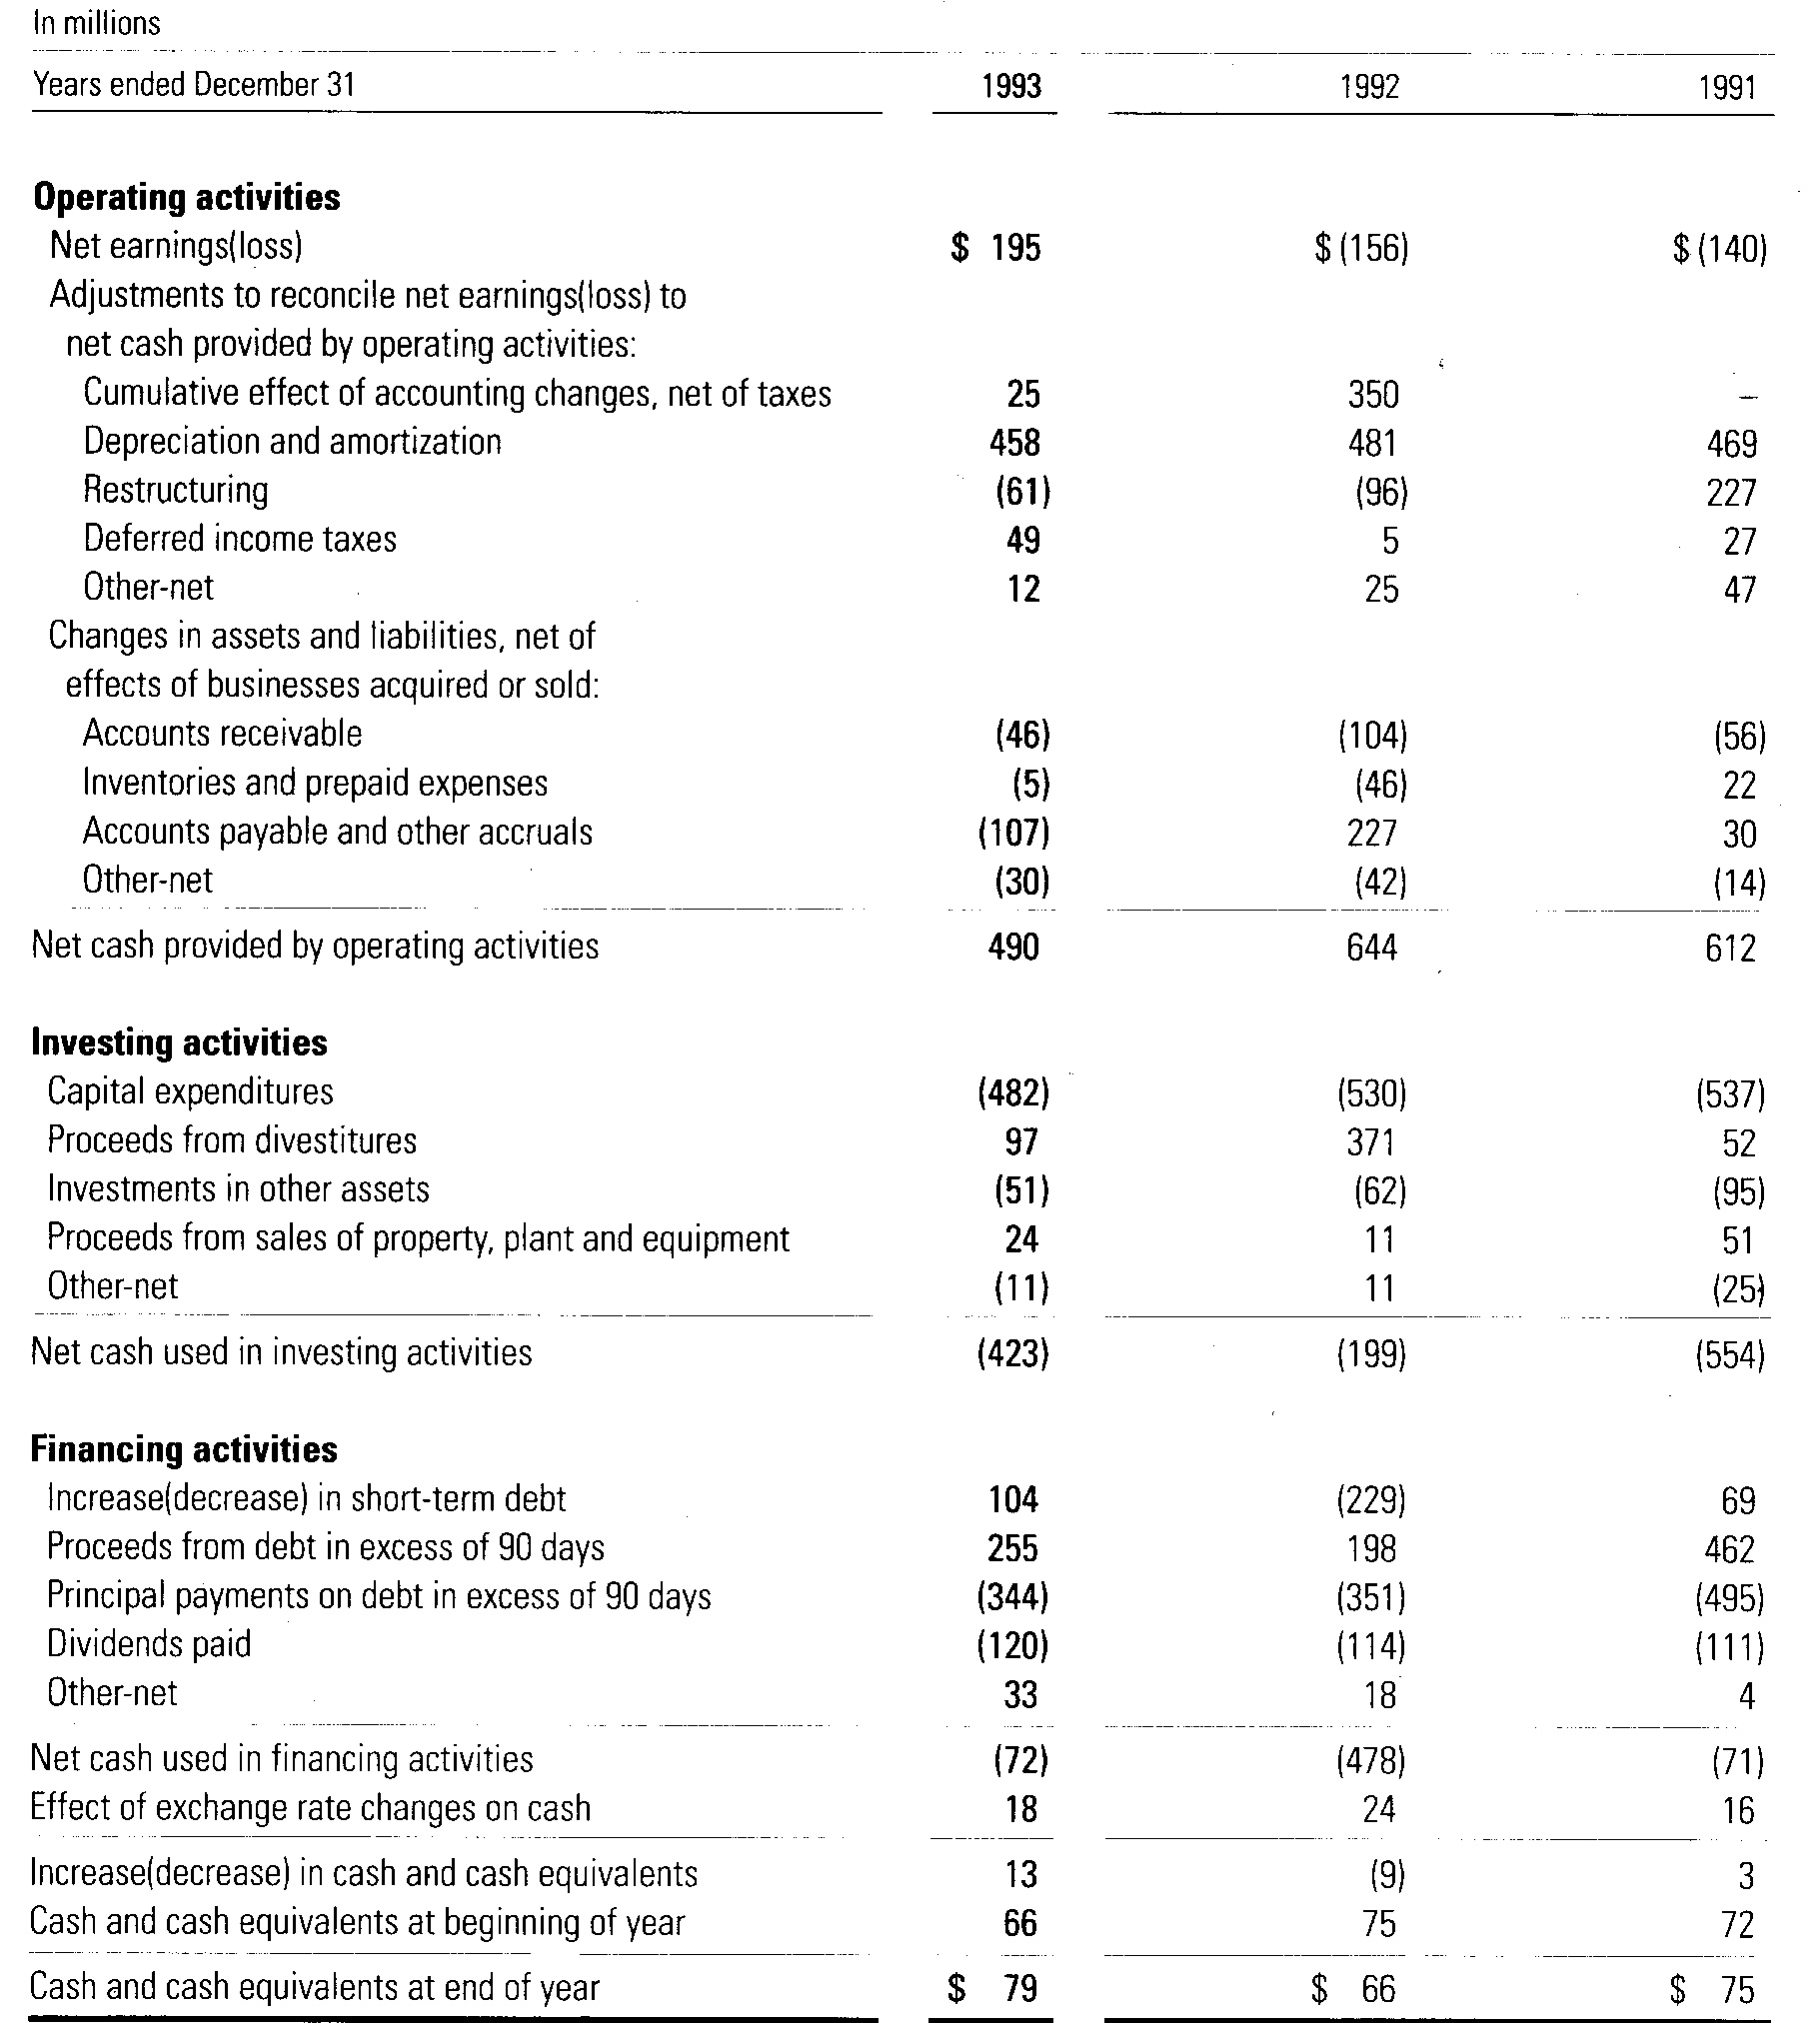 In millions
Years ended December 31 1993 1992 1991
Operating activities
Net earnings(loss) $ 195 $ (156) $ (140)
Adjustments to reconcile net earnings(loss) to
net cash provided by operating activities:
Cumulative effect of accounting changes, net of taxes 25 350 –
Depreciation and amortization 458 481 469
Restructuring (61) (96) 227
Deferred income taxes 49 5 27
Other-net 12 25 47
Changes in assets and liabilities, net of
effects of businesses acquired or sold:
Accounts receivable (46) (104) (56)
Inventories and prepaid expenses (5) (46) 22
Accounts payable and other accruals (107) 227 30
Other-net (30) (42) (14)
Net cash provided by operating activities 490 644 612
Investing activities
Capital expenditures (482) (530) (537)
Proceeds from divestitures 97 371 52
Investments in other assets (51) (62) (95)
Proceeds from sales of property, plant and equipment 24 11 51
Other-net (11) 11 (25)
Net cash used in investing activities (423) (199) (554)
Financing activities
Increase(decrease) in short-term debt 104 (229) 69
Proceeds from debt in excess of 90 days 255 198 462
Principal payments on debt in excess of 90 days (344) (351) (495)
Dividends paid (120) (114) (111)
Other-net 33 18 4
Net cash used in financing activities (72) (478) (71)
Effect of exchange rate changes on cash 18 24 16
Increase(decrease) in cash and cash equivalents 13 (9) 3
Cash and cash equivalents at beginning of year 66 75 72
Cash and cash equivalents at end of year $ 79 $ 66 $ 75